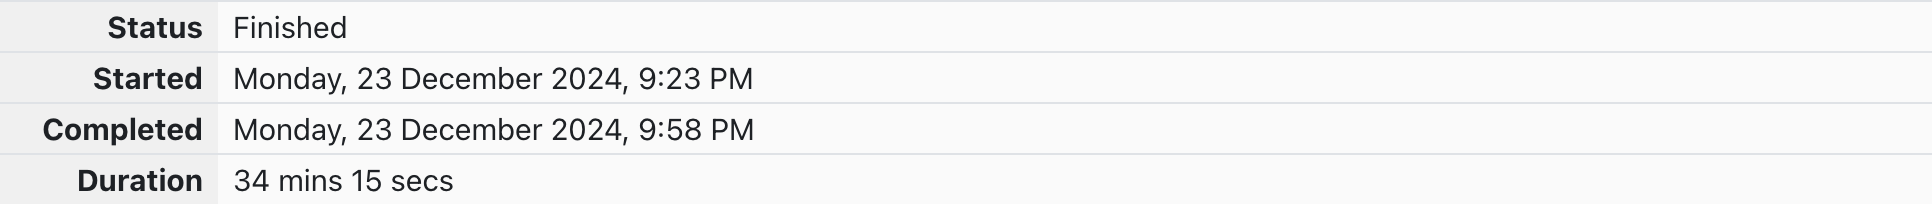 Status Finished
Started Monday, 23 December 2024, 9:23 PM
Completed Monday, 23 December 2024, 9:58 PM
Duration 34 mins 15 secs